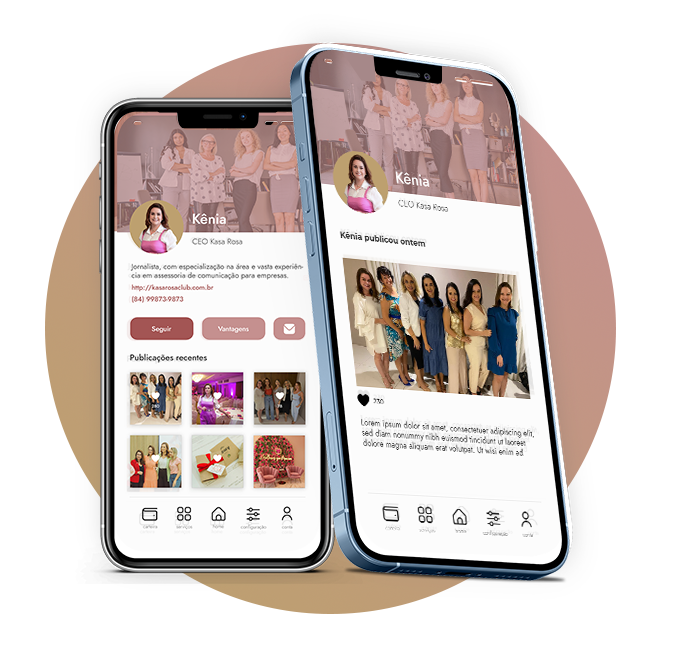 Kênia
CEO Kasa Rosa
Jornalista, com especialização na área e vasta experiên-
cia em assessoria de comunicação para empresas.
http://kasarosaclub.com.br
(84) 99873-9873
Seguir
Vantagens
Publicações recentes
carteira
serviços
home
configuração
conta
Kênia
CEO Kasa Rosa
Kênia publicou ontem
230
Lorem ipsum dolor sit amet, consectetuer adipiscing elit,
sed diam nonummy nibh euismod tincidunt ut laoreet
dolore magna aliquam erat volutpat. Ut wisi enim ad
carteira
serviços
home
configuração
conta